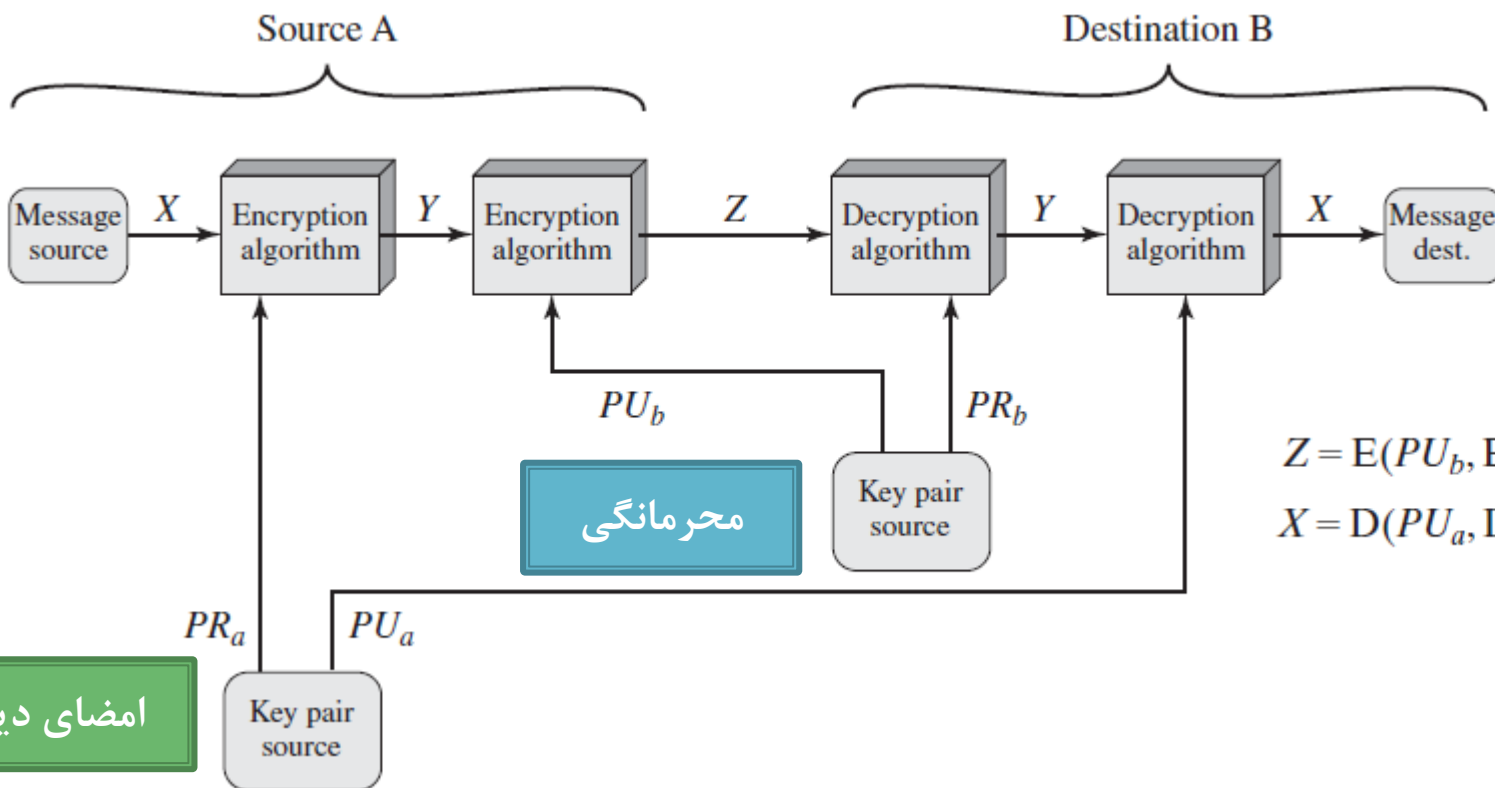 Source A
Destination B
Message
source
X
Encryption
algorithm
Y
Encryption
algorithm
Z
Decryption
algorithm
Y
Decryption
algorithm
X
Message
dest.
PU_b
PR_b
Z = E(PU_b,
X = D(PU_a,
محرمانگی
Key pair
source
PR_a
PU_a
امضای
Key pair
source